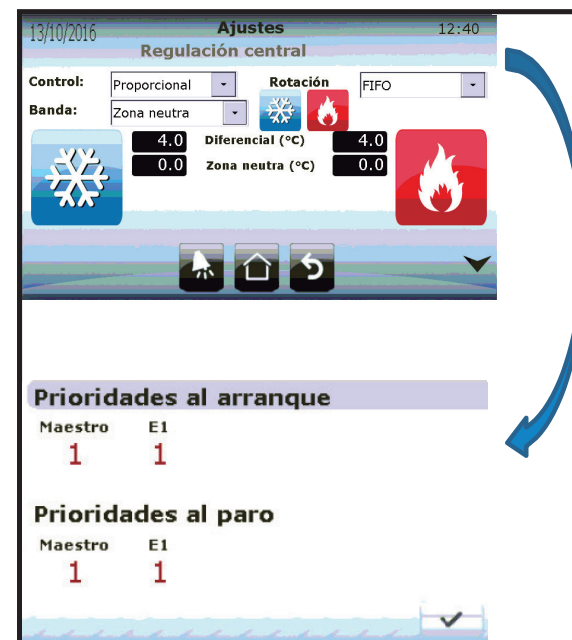 13/10/2016 Ajustes 12:40
Regulación central
Control: Proporcional Rotación FIFO
Banda: Zona neutra
4.0 Diferencial (°C) 4.0
0.0 Zona neutra (°C) 0.0
Prioridades al arranque
Maestro E1
1 1
Prioridades al paro
Maestro E1
1 1